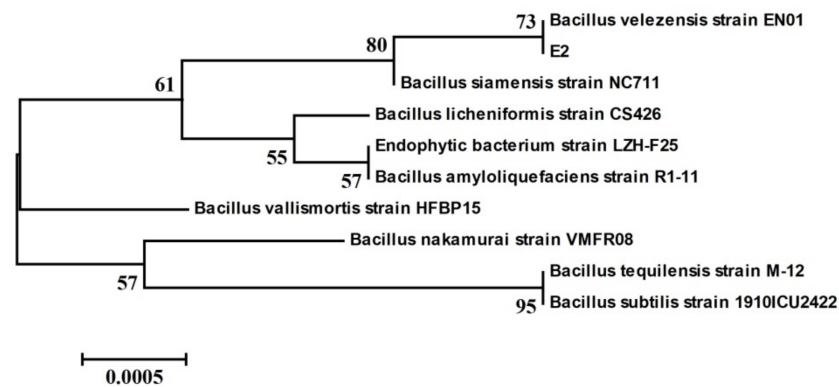 73
Bacillus velezensis strain EN01
E2
80
Bacillus siamensis strain NC711
61
Bacillus licheniformis strain CS426
55
Endophytic bacterium strain LZH-F25
57
Bacillus amyloliquefaciens strain R1-11
Bacillus vallismortis strain HFBP15
Bacillus nakamurai strain VMFR08
57
Bacillus tequilensis strain M-12
95
Bacillus subtilis strain 1910ICU2422
0.0005